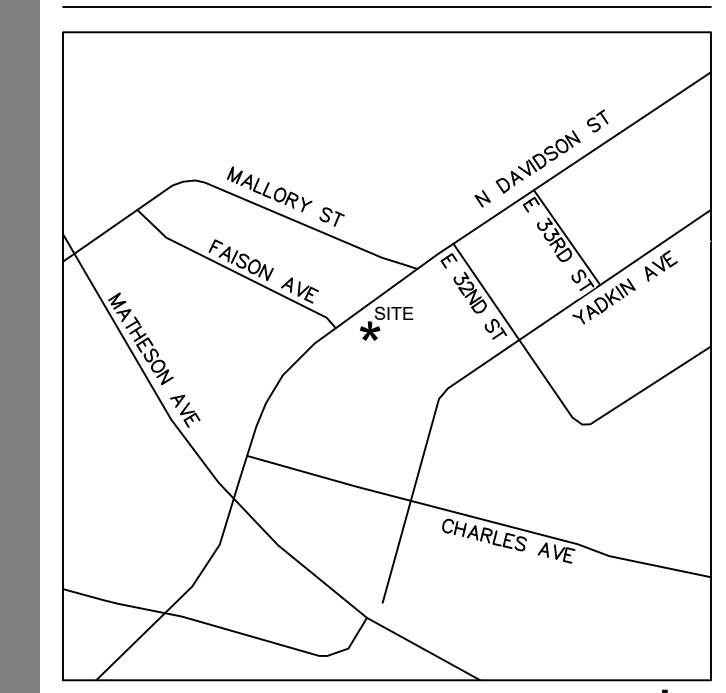 N DAVIDSON ST
MALLORY ST
E 33RD ST
FAISON AVE
E 32ND ST
YADKIN AVE
SITE
*
MATHESON AVE
CHARLES AVE